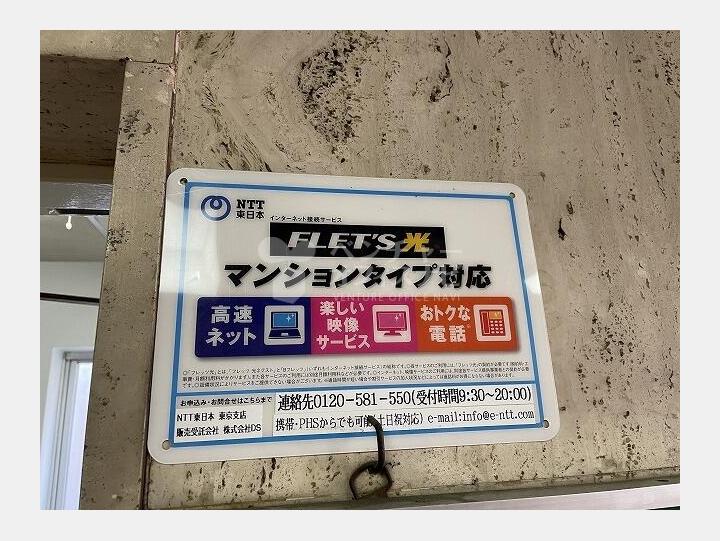 NTT
東日本
インターネット接続サービス
FLET'S 光
マンションタイプ対応
高速
ネット
楽しい
映像
サービス
おトクな
電話
お申込み・お問合せはこちらまで
NTT東日本 東京支店
販売受託会社 株式会社DS
連絡先0120-581-550(受付時間9:30~20:00)
携帯・PHSからでも可能(土日祝対応) e-mail:info@e-ntt.com
VENTURE OFFICE NAVI